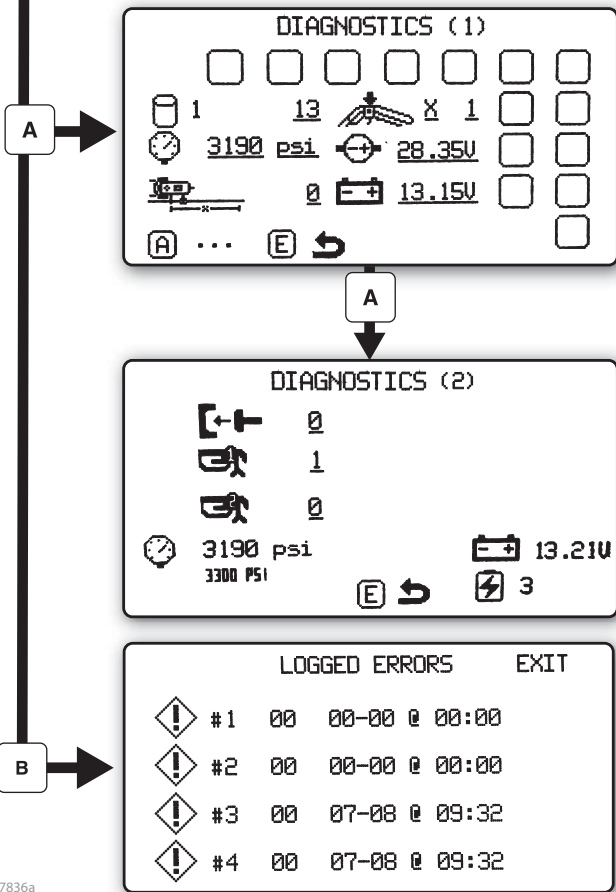 DIAGNOSTICS (1)
1 13 X 1
A
3190 psi 28.35V
x 0 13.15V
A ... E
A
DIAGNOSTICS (2)
0
1
0
3190 psi 13.21V
3300 PSI
E 3
LOGGED ERRORS EXIT
#1 00 00-00 @ 00:00
#2 00 00-00 @ 00:00
B
#3 00 07-08 @ 09:32
#4 00 07-08 @ 09:32
7836a